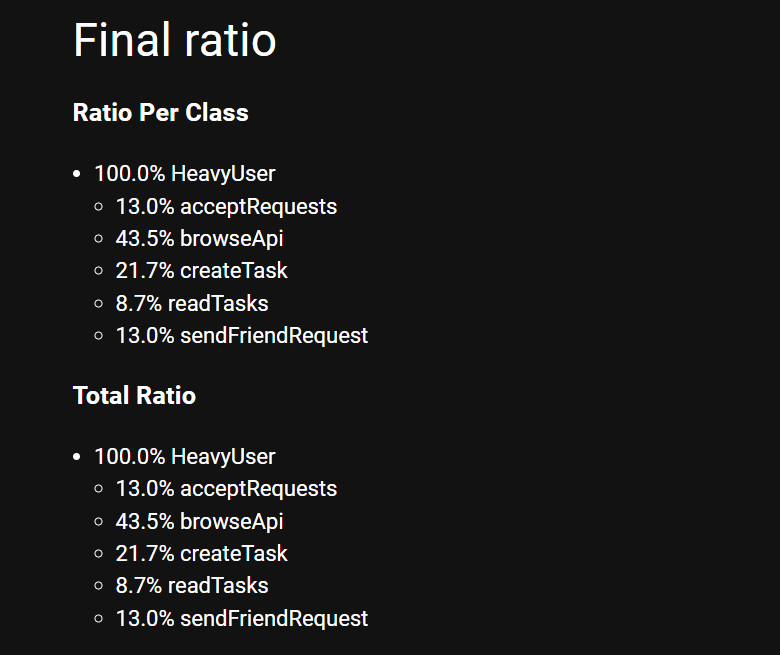 Final ratio
Ratio Per Class
100.0% HeavyUser
13.0% acceptRequests
43.5% browseApi
21.7% createTask
8.7% readTasks
13.0% sendFriendRequest
Total Ratio
100.0% HeavyUser
13.0% acceptRequests
43.5% browseApi
21.7% createTask
8.7% readTasks
13.0% sendFriendRequest